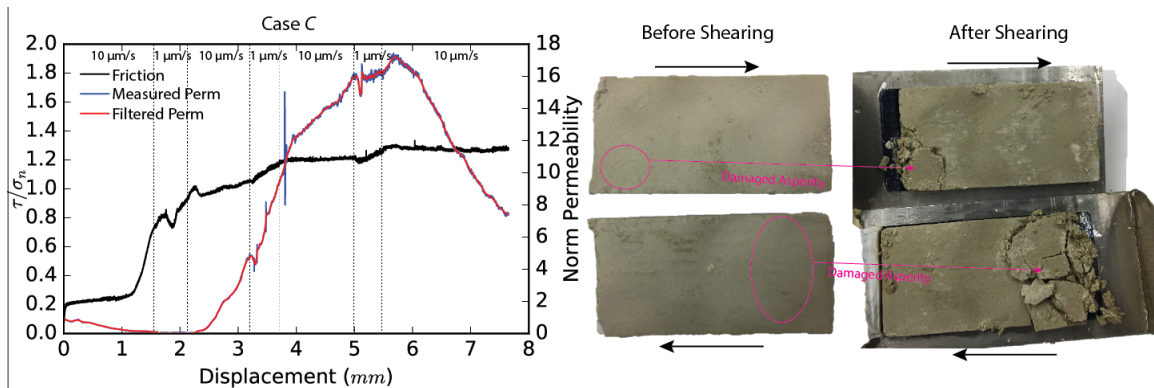 Case C
10 μm/s 1 μm/s 10 μm/s 1 μm/s 10 μm/s 1 μm/s 10 μm/s
Friction
Measured Perm
Filtered Perm
2.0
1.8
1.6
1.4
1.2
1.0
0.8
0.6
0.4
0.2
0.0
τ/σn
18
16
14
12
10
8
6
4
2
0
Norm Permeability
0 1 2 3 4 5 6 7 8
Displacement (mm)
Before Shearing
After Shearing
Damaged Asperity
Damaged Asperity